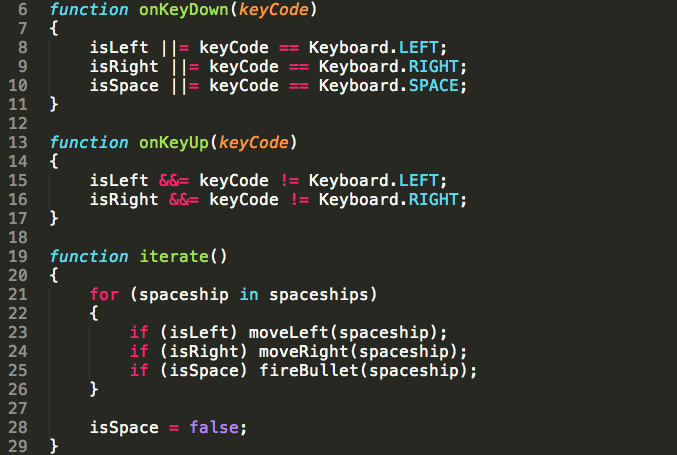 6 function onKeyDown(keyCode)
7 {
8     isLeft ||= keyCode == Keyboard.LEFT;
9     isRight ||= keyCode == Keyboard.RIGHT;
10     isSpace ||= keyCode == Keyboard.SPACE;
11 }
12
13 function onKeyUp(keyCode)
14 {
15     isLeft &&= keyCode != Keyboard.LEFT;
16     isRight &&= keyCode != Keyboard.RIGHT;
17 }
18
19 function iterate()
20 {
21     for (spaceship in spaceships)
22     {
23         if (isLeft) moveLeft(spaceship);
24         if (isRight) moveRight(spaceship);
25         if (isSpace) fireBullet(spaceship);
26     }
27
28     isSpace = false;
29 }